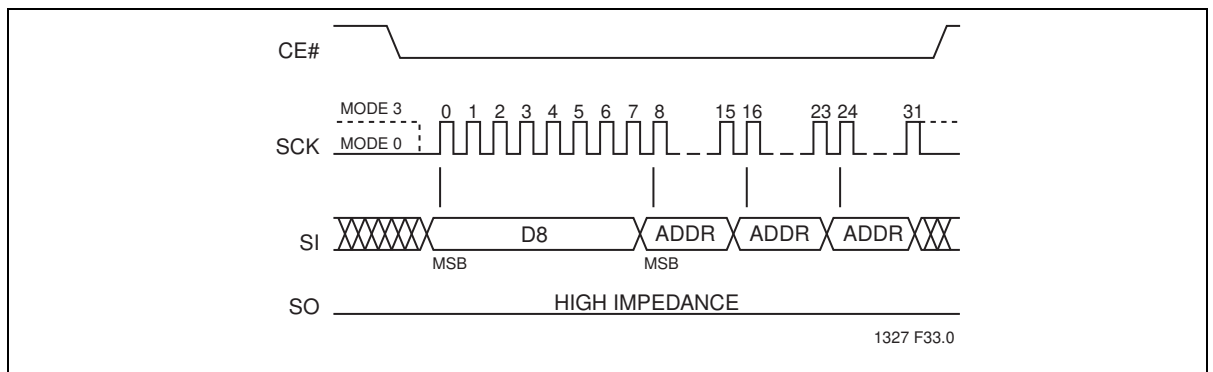 CE#
MODE 3 0 1 2 3 4 5 6 7 8 15 16 23 24 31
SCK MODE 0
SI D8 ADDR ADDR ADDR
MSB MSB
SO HIGH IMPEDANCE
1327 F33.0